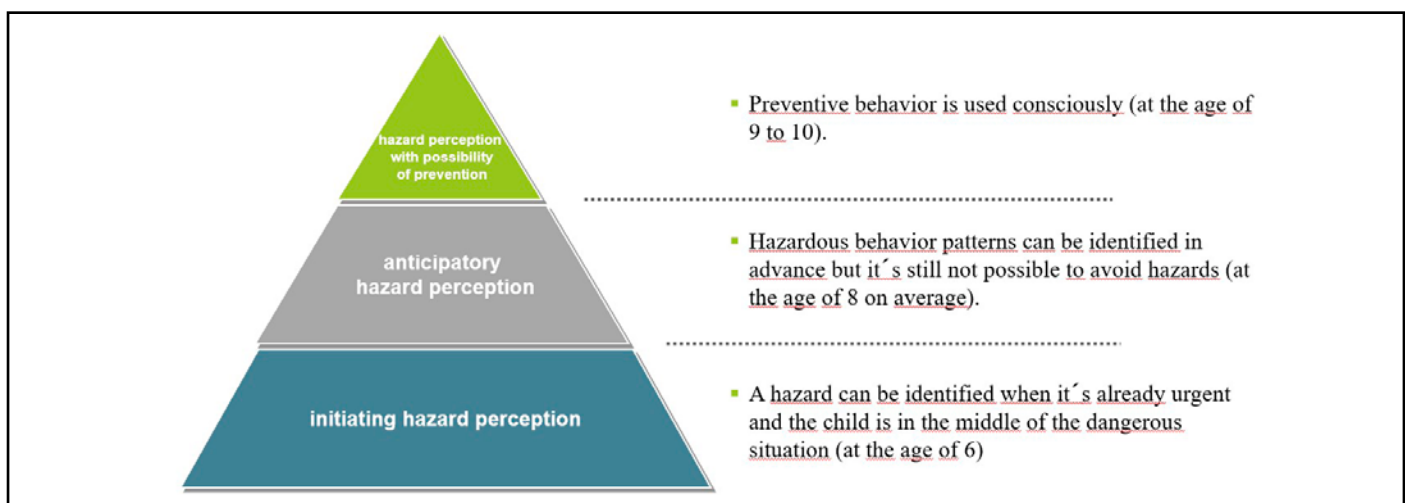 hazard perception
with possibility
of prevention
▪ Preventive behavior is used consciously (at the age of
9 to 10).
anticipatory
hazard perception
▪ Hazardous behavior patterns can be identified in
advance but it´s still not possible to avoid hazards (at
the age of 8 on average).
initiating hazard perception
▪ A hazard can be identified when it´s already urgent
and the child is in the middle of the dangerous
situation (at the age of 6)